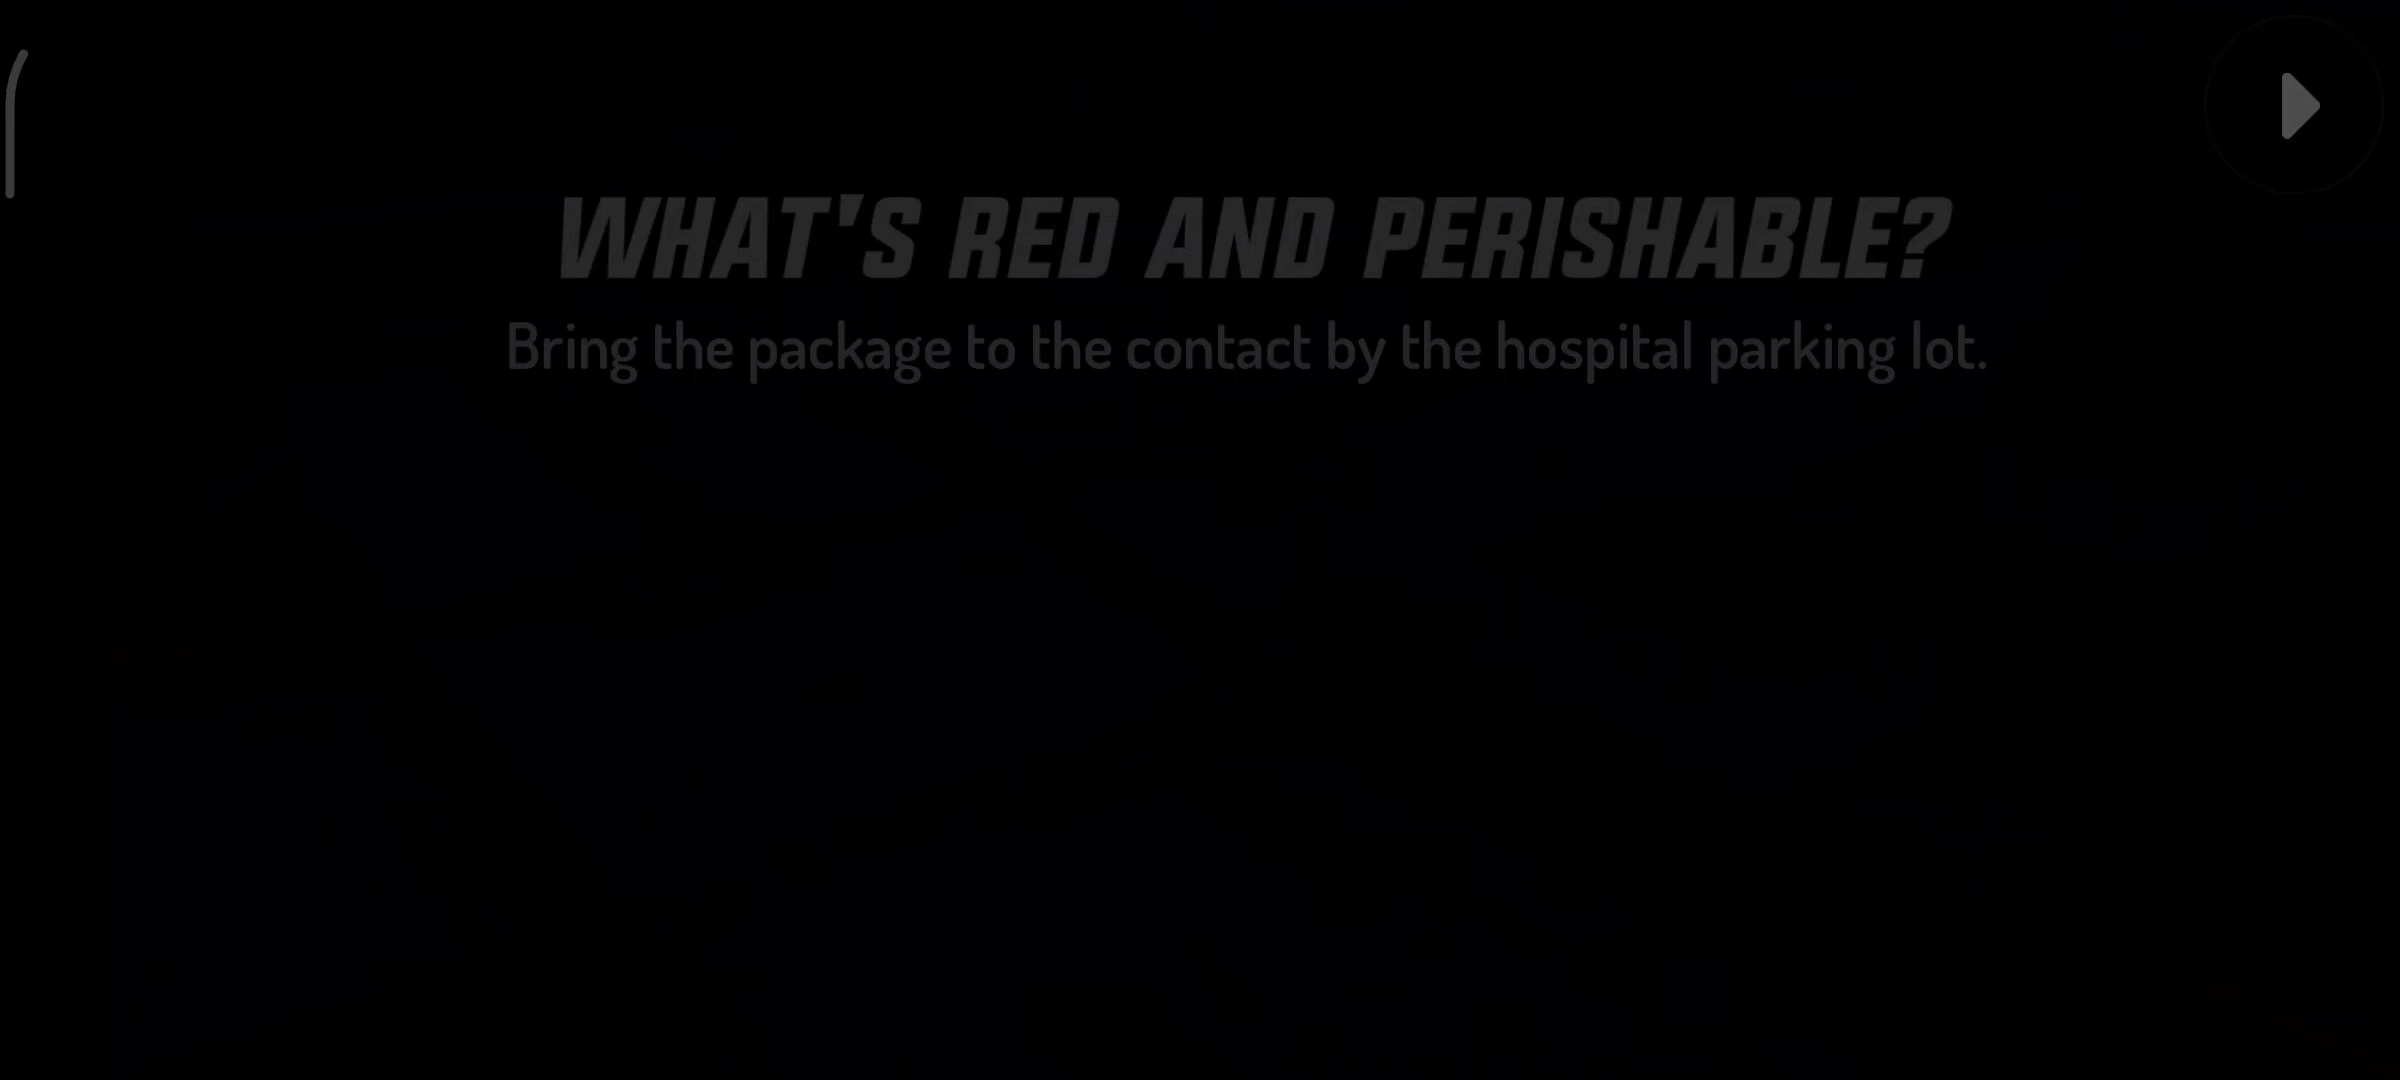 WHAT'S RED AND PERISHABLE?
Bring the package to the contact by the hospital parking lot.